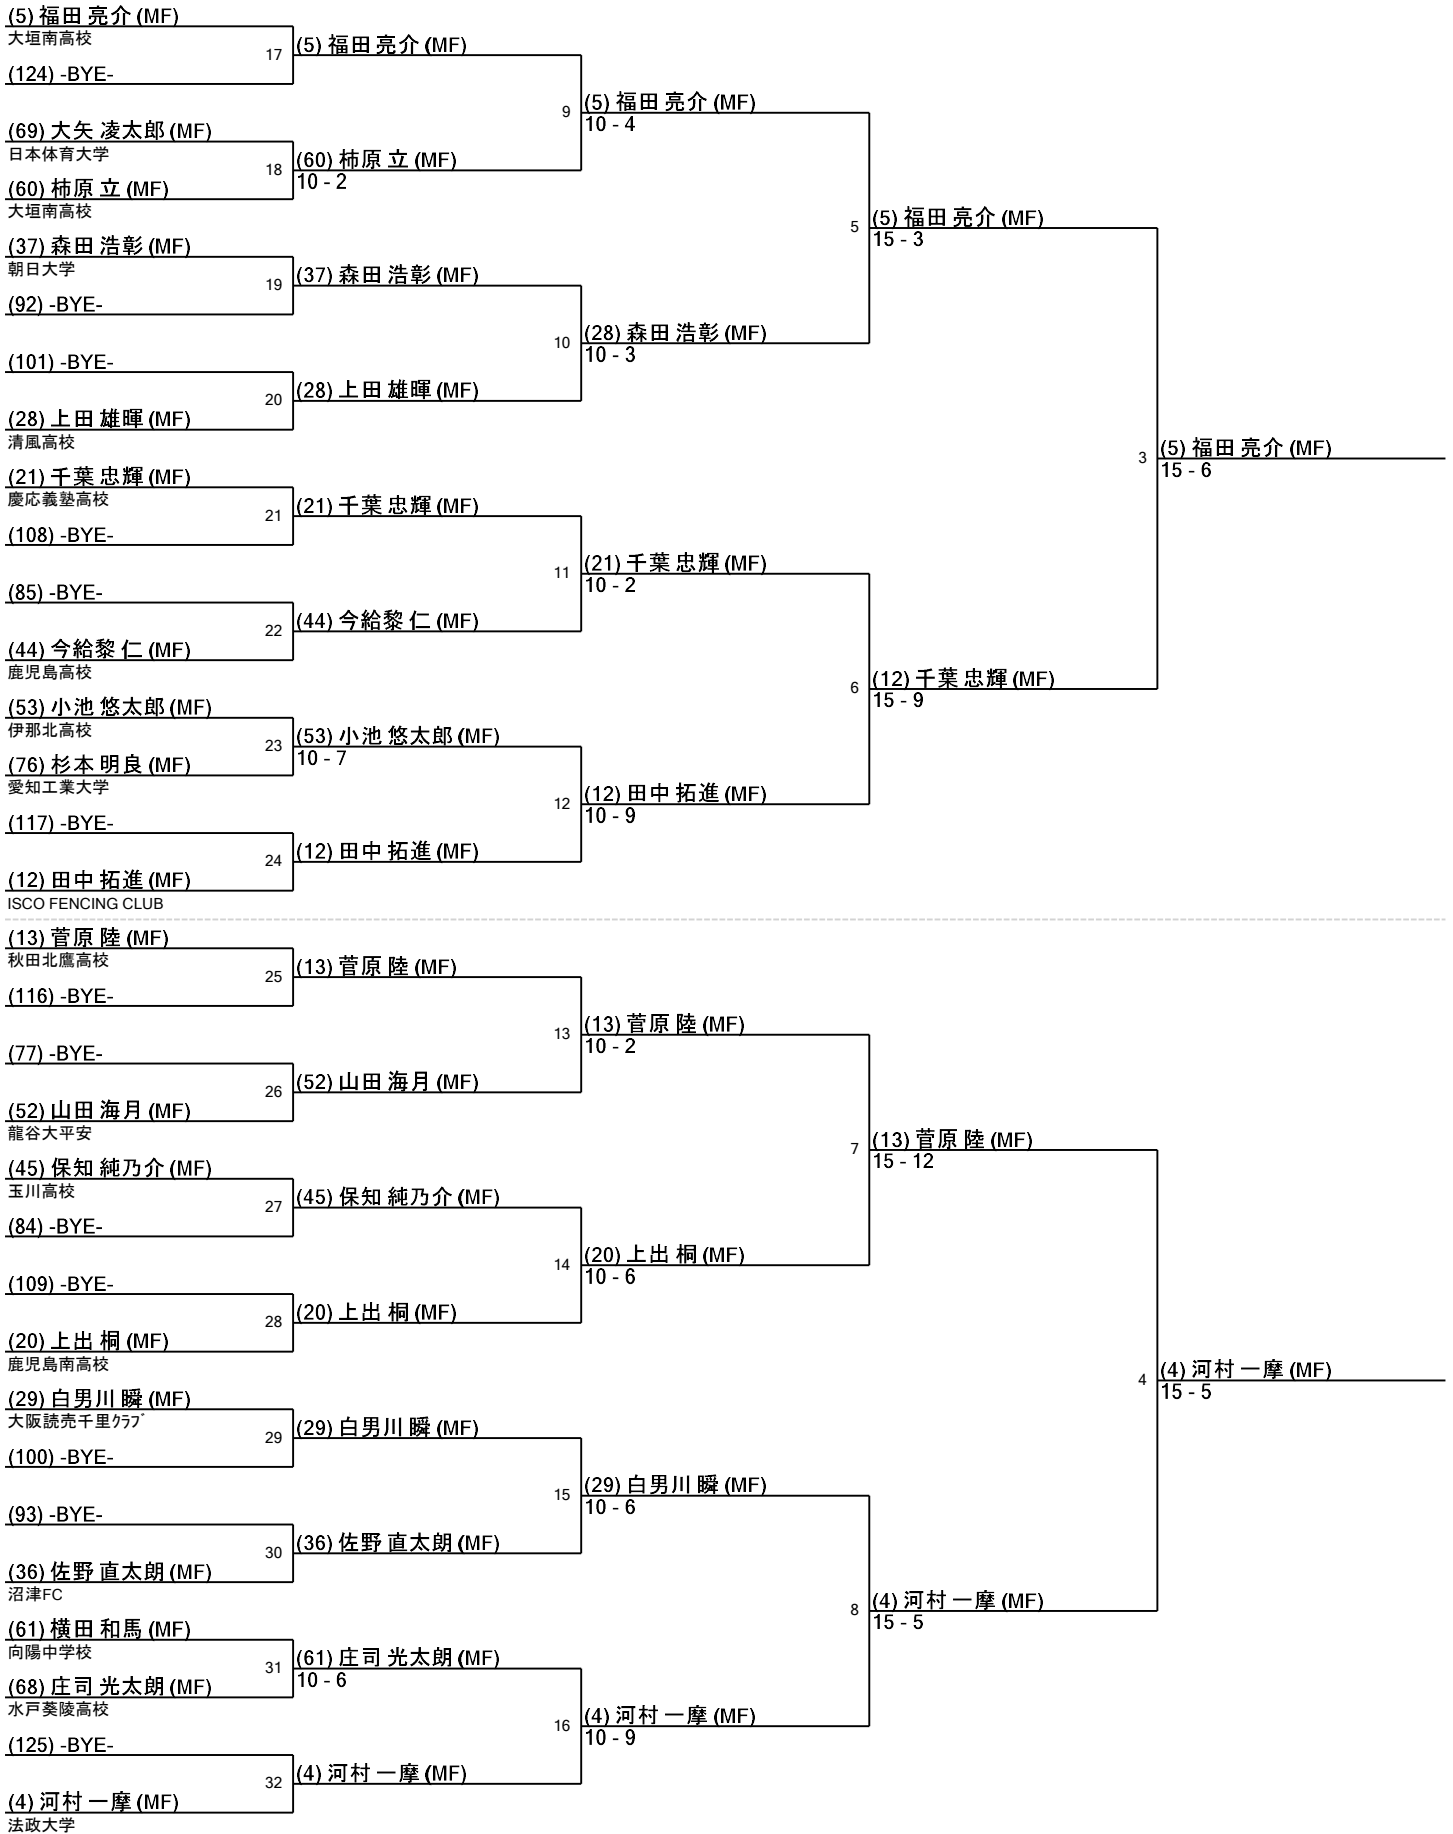 (5) 福田 亮介 (MF)
大垣南高校
17
(5) 福田 亮介 (MF)
(124) -BYE-
9
(5) 福田 亮介 (MF)
10 - 4
(69) 大矢 凌太郎 (MF)
日本体育大学
18
(60) 柿原 立 (MF)
10 - 2
(60) 柿原 立 (MF)
大垣南高校
5
(5) 福田 亮介 (MF)
15 - 3
(37) 森田 浩彰 (MF)
朝日大学
19
(37) 森田 浩彰 (MF)
(92) -BYE-
10
(28) 森田 浩彰 (MF)
10 - 3
(101) -BYE-
20
(28) 上田 雄暉 (MF)
(28) 上田 雄暉 (MF)
清風高校
3
(5) 福田 亮介 (MF)
15 - 6
(21) 千葉 忠輝 (MF)
慶応義塾高校
21
(21) 千葉 忠輝 (MF)
(108) -BYE-
11
(21) 千葉 忠輝 (MF)
10 - 2
(85) -BYE-
22
(44) 今給黎 仁 (MF)
(44) 今給黎 仁 (MF)
鹿児島高校
6
(12) 千葉 忠輝 (MF)
15 - 9
(53) 小池 悠太郎 (MF)
伊那北高校
23
(53) 小池 悠太郎 (MF)
10 - 7
(76) 杉本 明良 (MF)
愛知工業大学
12
(12) 田中 拓進 (MF)
10 - 9
(117) -BYE-
24
(12) 田中 拓進 (MF)
(12) 田中 拓進 (MF)
ISCO FENCING CLUB
(13) 菅原 陸 (MF)
秋田北鷹高校
25
(13) 菅原 陸 (MF)
(116) -BYE-
13
(13) 菅原 陸 (MF)
10 - 2
(77) -BYE-
26
(52) 山田 海月 (MF)
(52) 山田 海月 (MF)
龍谷大平安
7
(13) 菅原 陸 (MF)
15 - 12
(45) 保知 純乃介 (MF)
玉川高校
27
(45) 保知 純乃介 (MF)
(84) -BYE-
14
(20) 上出 桐 (MF)
10 - 6
(109) -BYE-
28
(20) 上出 桐 (MF)
(20) 上出 桐 (MF)
鹿児島南高校
4
(4) 河村 一摩 (MF)
15 - 5
(29) 白男川 瞬 (MF)
大阪読売千里ｸﾗﾌﾞ
29
(29) 白男川 瞬 (MF)
(100) -BYE-
15
(29) 白男川 瞬 (MF)
10 - 6
(93) -BYE-
30
(36) 佐野 直太朗 (MF)
(36) 佐野 直太朗 (MF)
沼津FC
8
(4) 河村 一摩 (MF)
15 - 5
(61) 横田 和馬 (MF)
向陽中学校
31
(61) 庄司 光太朗 (MF)
10 - 6
(68) 庄司 光太朗 (MF)
水戸葵陵高校
16
(4) 河村 一摩 (MF)
10 - 9
(125) -BYE-
32
(4) 河村 一摩 (MF)
(4) 河村 一摩 (MF)
法政大学